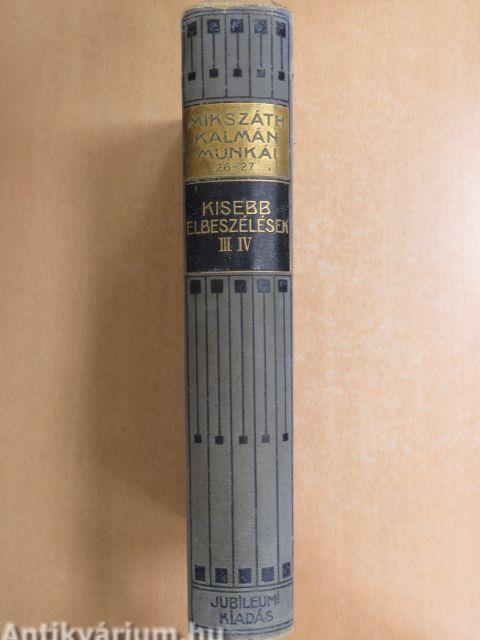 MIKSZÁTH
KÁLMÁN
MUNKÁI
26-27
KISEBB
ELBESZÉLÉSEK
III IV
JUBILEUMI
KIADÁS
Antikvárium.hu